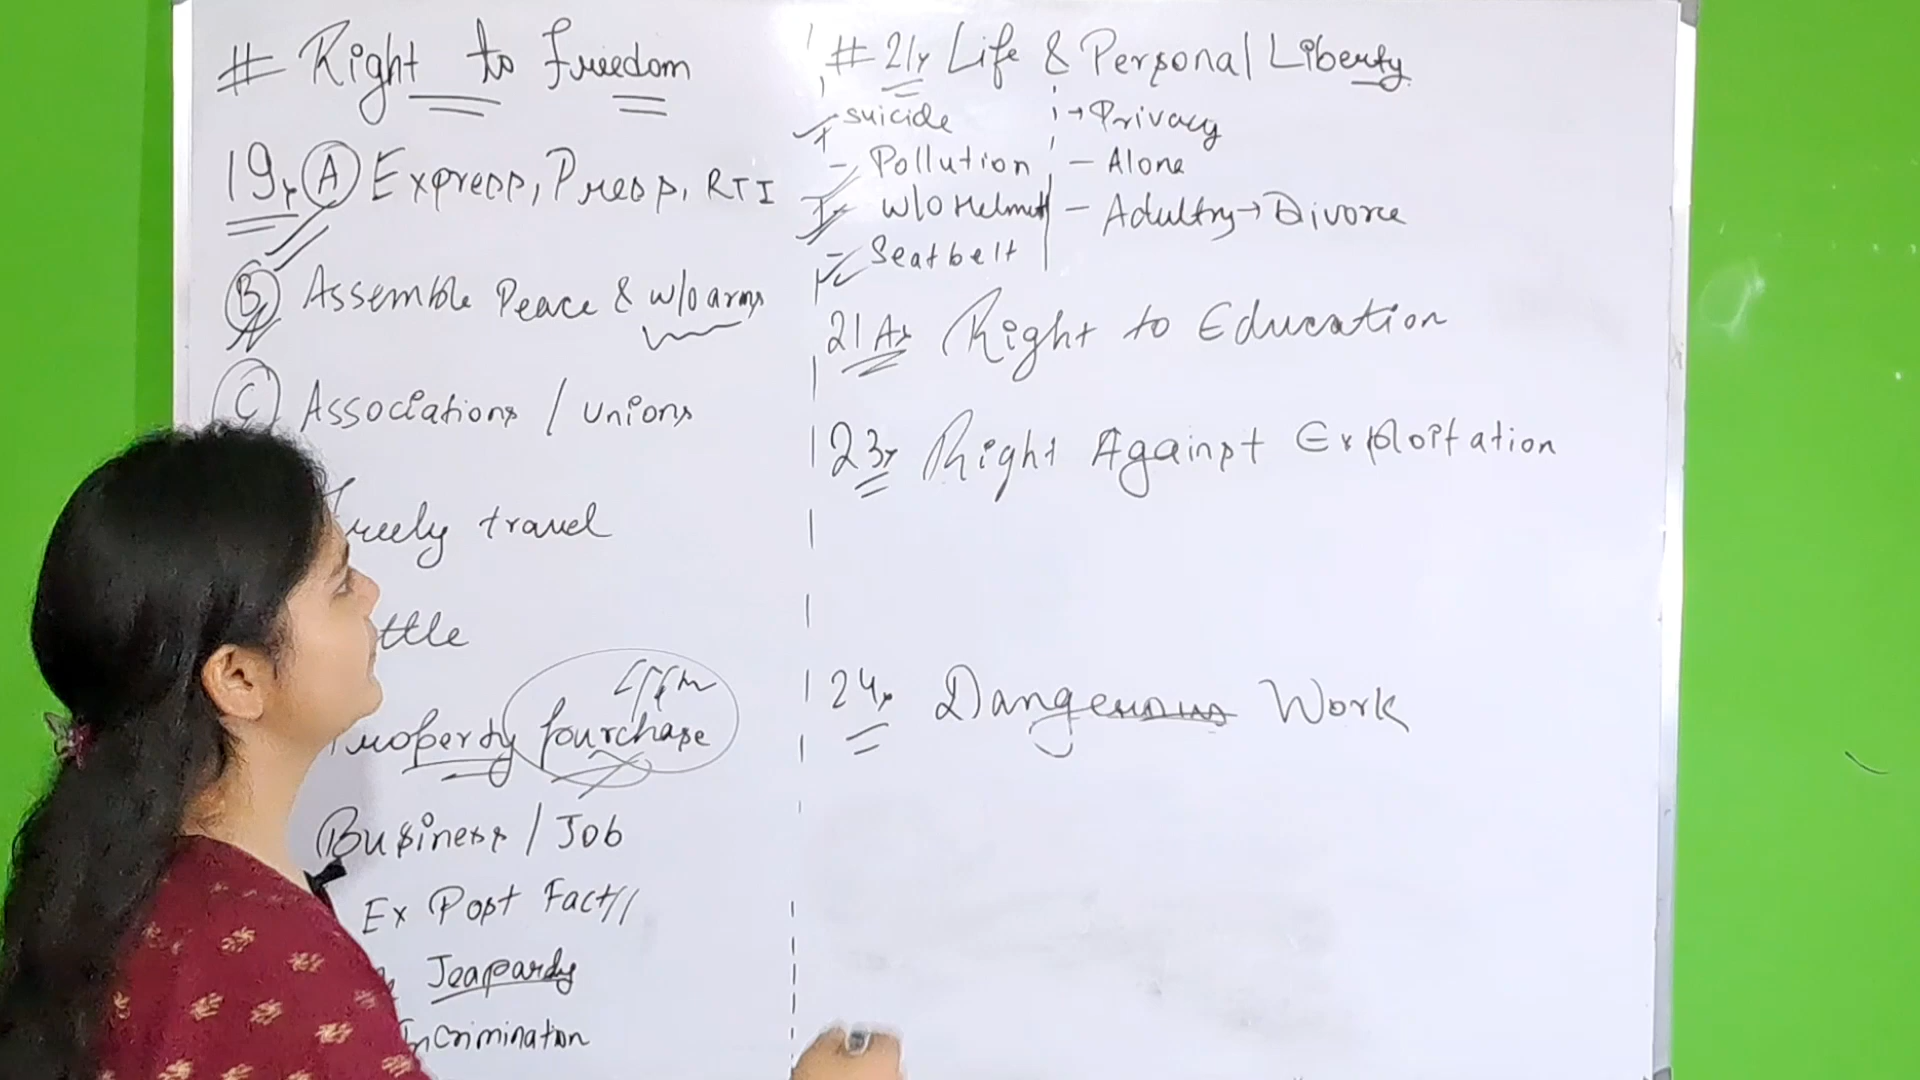 # Right to freedom
19. A Express, Press, RTI
B Assemble Peace & w/o arms
C Associations / Unions
Freely travel
ttle
Property
Business / Job
Ex Post Fact
Jeapardy
Incrimination
# 21. Life & Personal Liberty
- suicide
- Pollution
- w/o Helmet
- Seatbelt
→ Privacy
- Alone
- Adultry → Divorce
21A. Right to Education
23. Right Against Exploitation
24. Dangerous Work